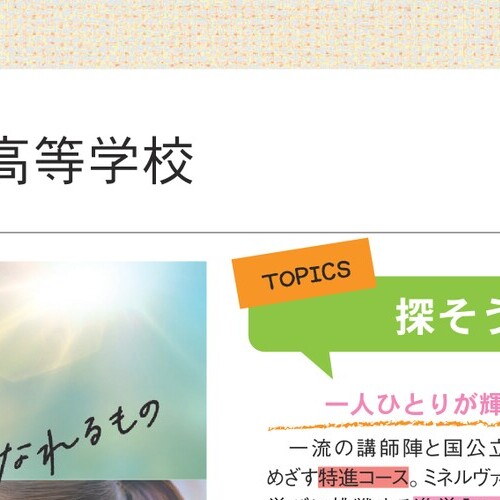 高等学校
TOPICS
探そう
なれるもの
一人ひとりが輝
一流の講師陣と国公立
めざす特進コース。ミネルヴァ